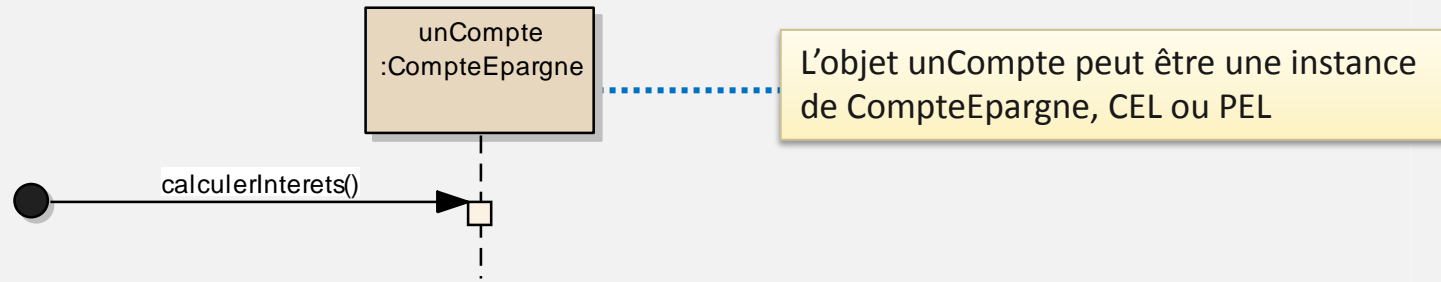 unCompte
:CompteEpargne
L’objet unCompte peut être une instance
de CompteEpargne, CEL ou PEL
calculerInterets()